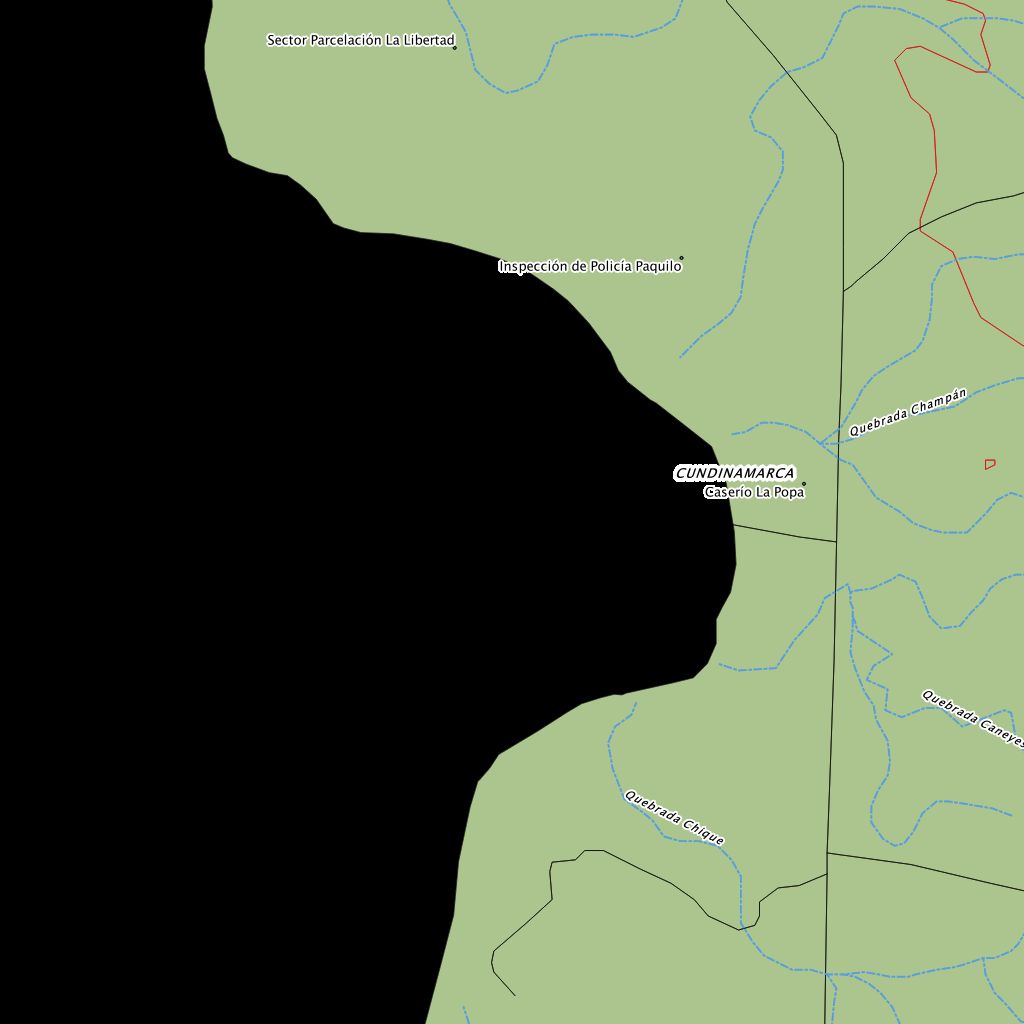 Sector Parcelación La Libertad
Inspección de Policía Paquilo
Quebrada Champán
CUNDINAMARCA
Caserío La Popa
Quebrada Caneyes
Quebrada Chique